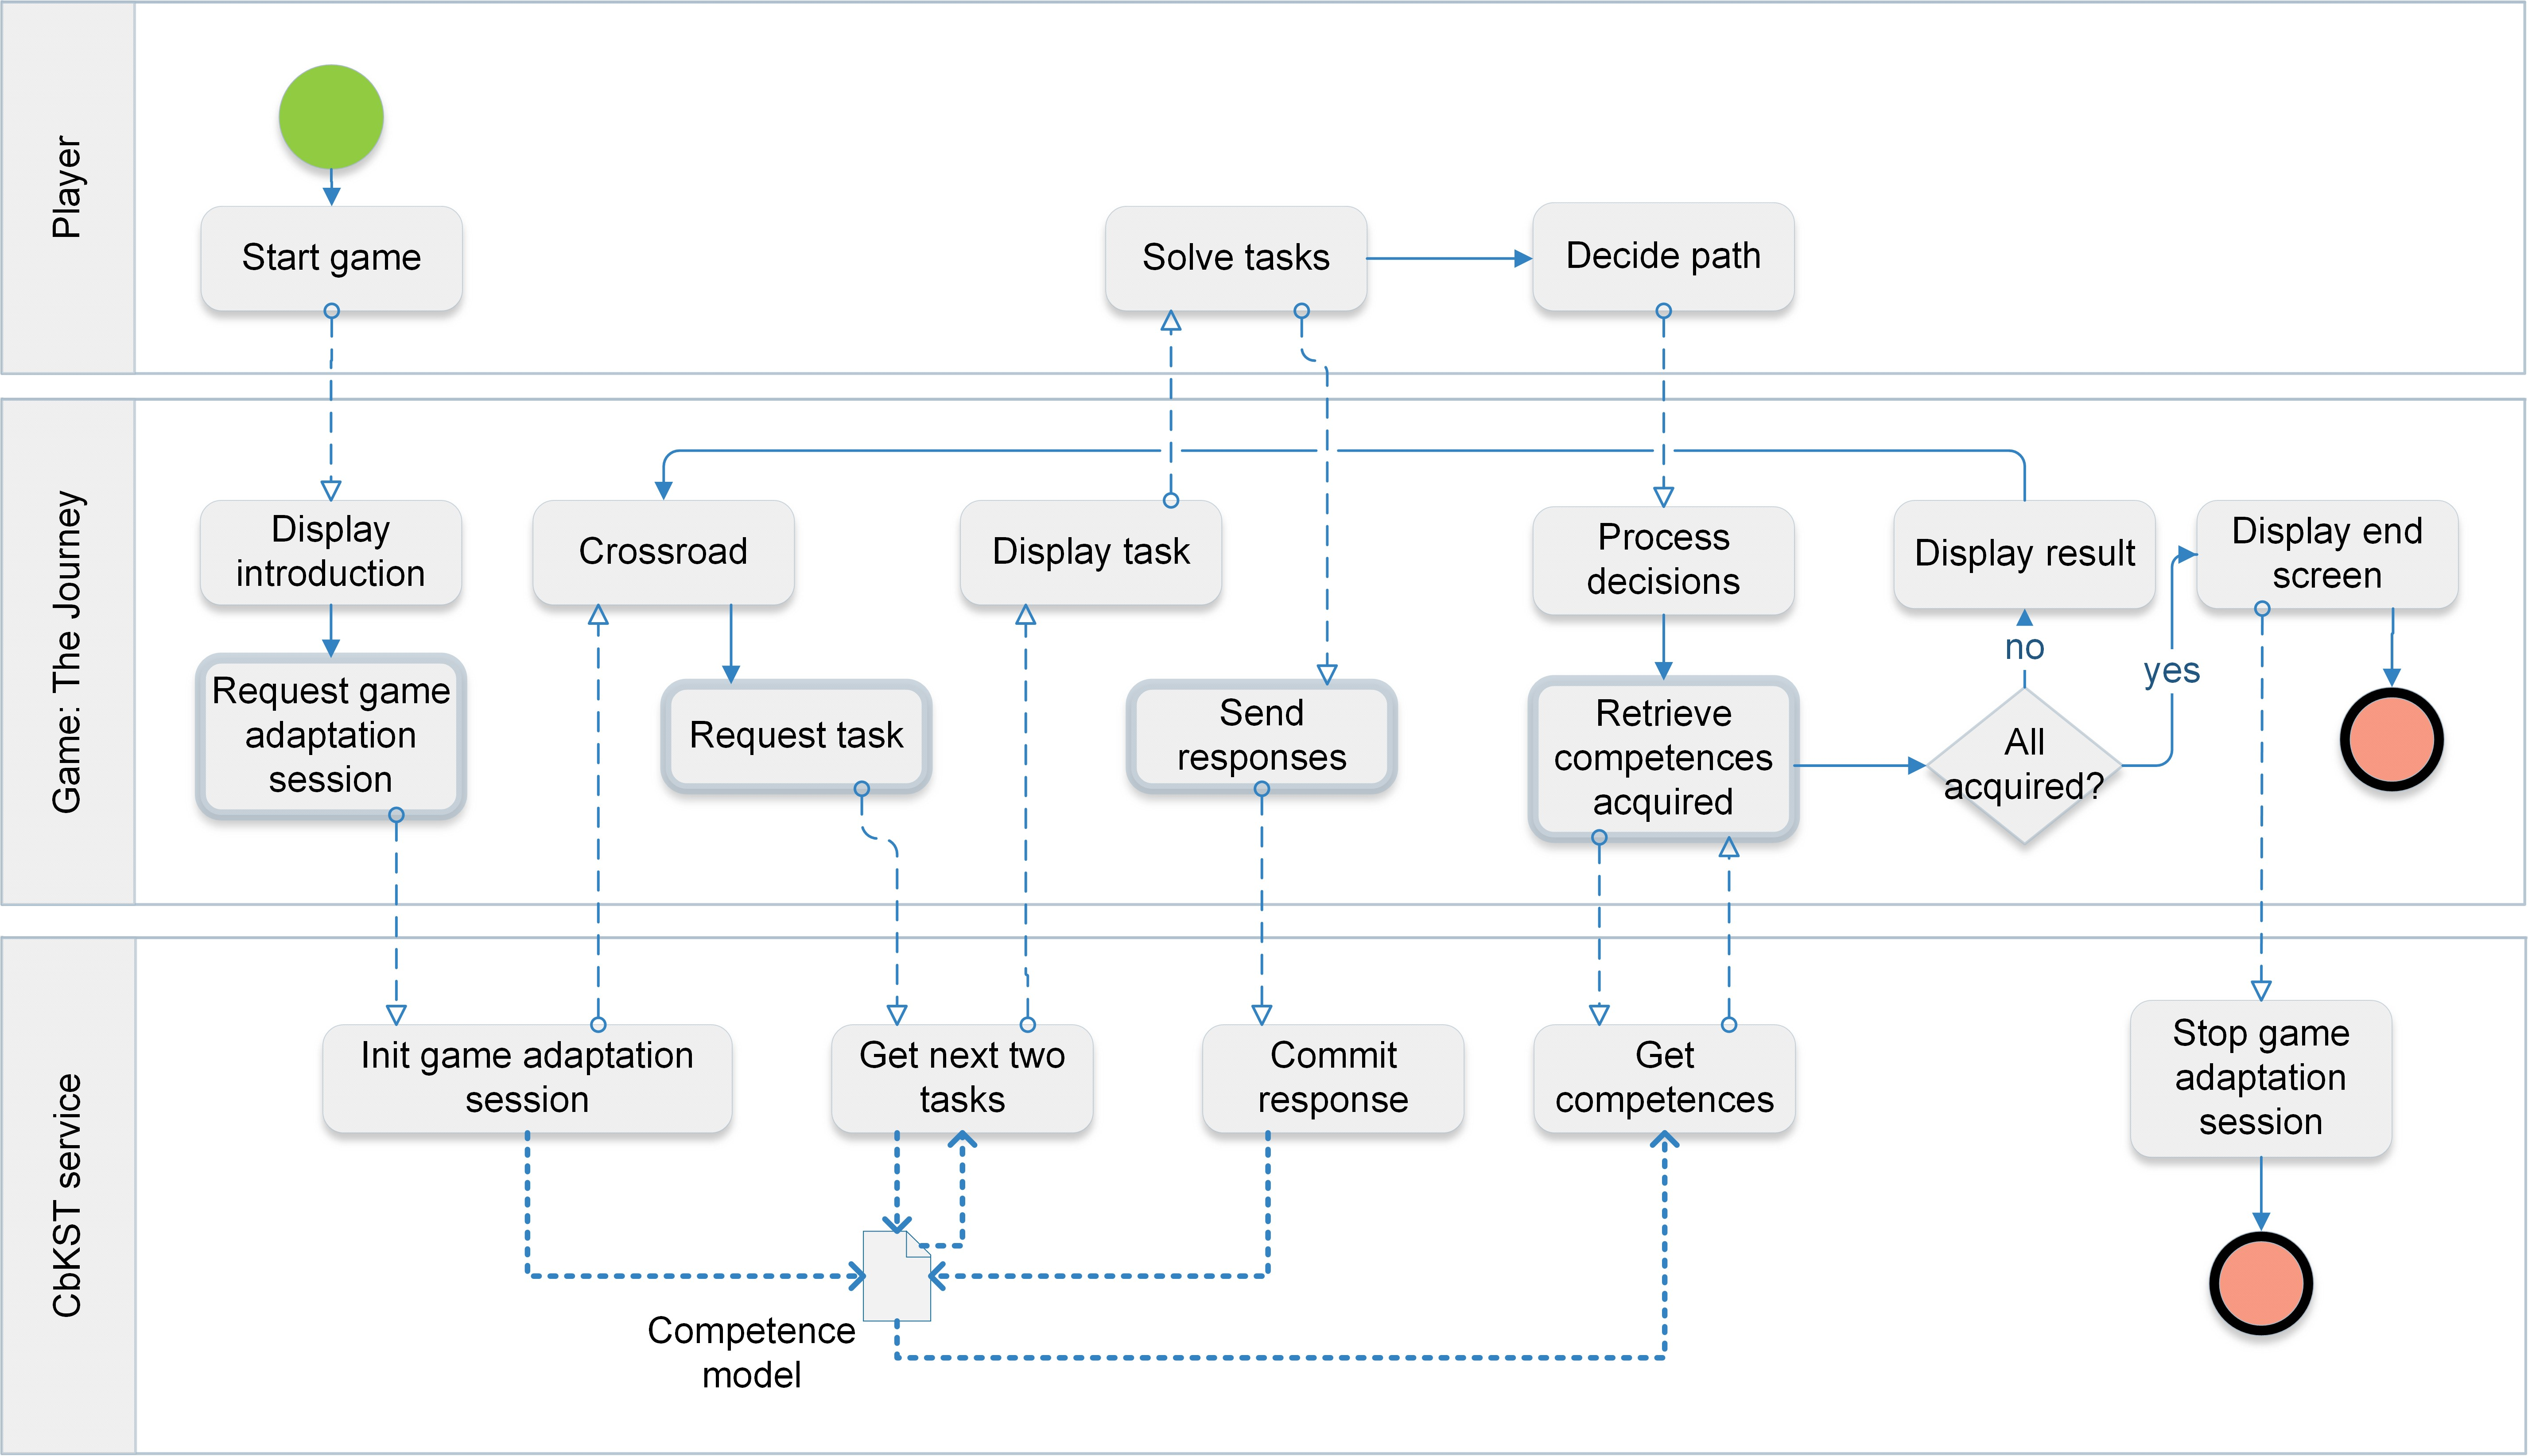 Player
Start game
Solve tasks
Decide path
Game: The Journey
Display
introduction
Crossroad
Display task
Process
decisions
Display result
Display end
screen
no
yes
Request game
adaptation
session
Request task
Send
responses
Retrieve
competences
acquired
All
acquired?
CbKST service
Init game adaptation
session
Get next two
tasks
Commit
response
Get
competences
Stop game
adaptation
session
Competence
model